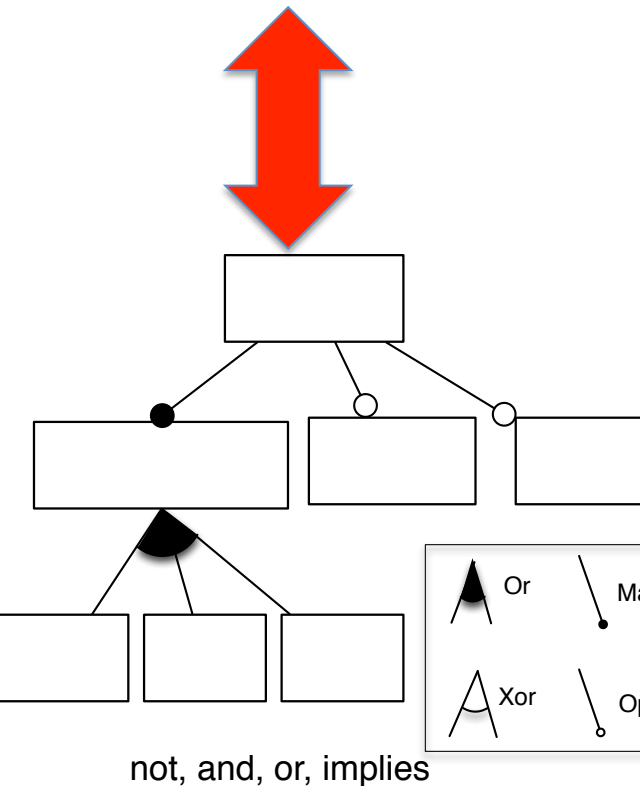 Or
Ma
Xor
Op
not, and, or, implies